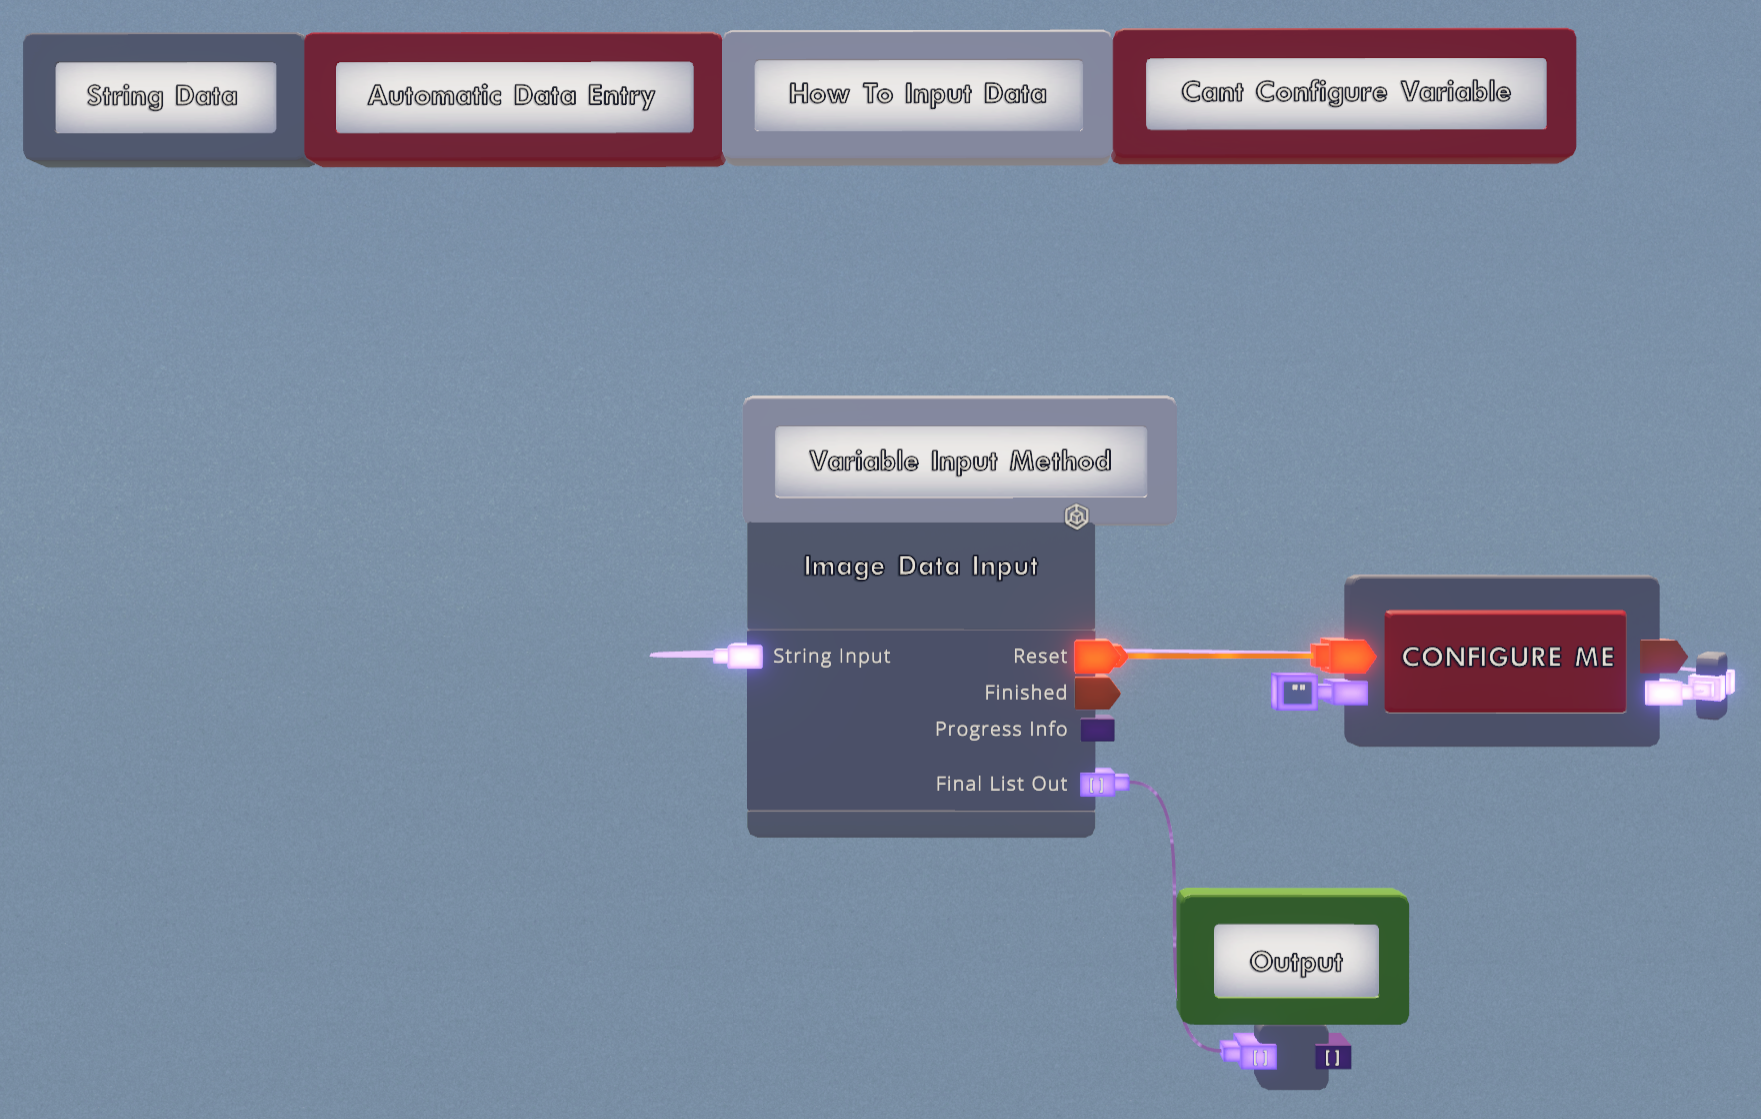 String Data
Automatic Data Entry
How To Input Data
Cant Configure Variable
Variable Input Method
Image Data Input
String Input
Reset
Finished
Progress Info
Final List Out
CONFIGURE ME
""
[]
Output
[]
[]